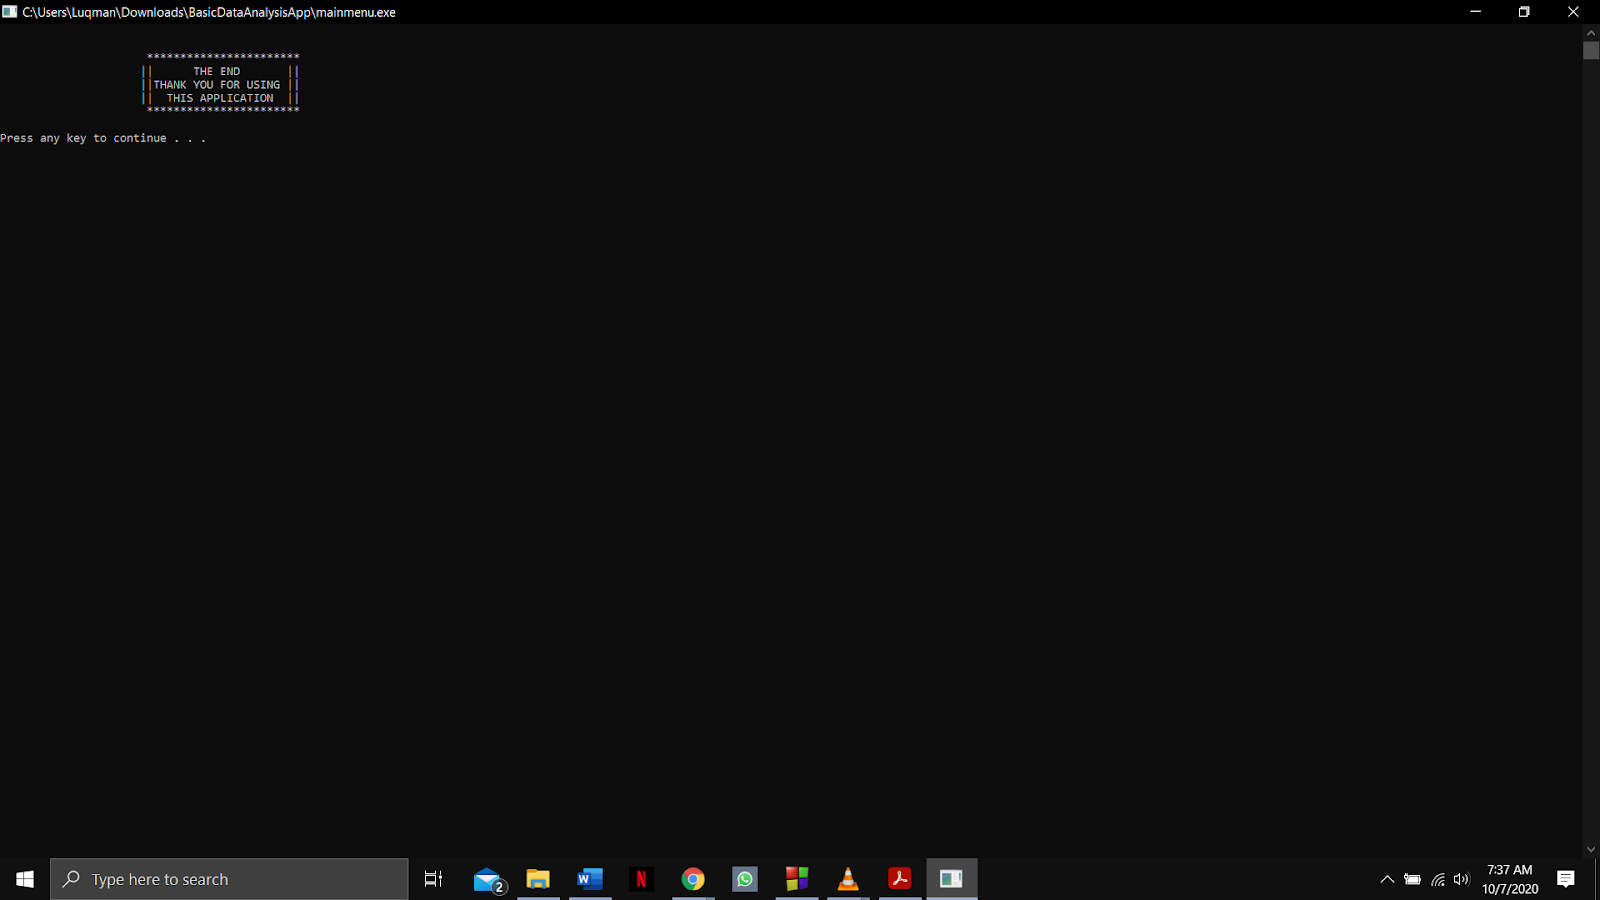 C:\Users\Luqman\Downloads\BasicDataAnalysisApp\mainmenu.exe
***********************
||      THE END       ||
||THANK YOU FOR USING ||
||  THIS APPLICATION  ||
***********************
Press any key to continue . . .
Type here to search
2
W
N
7:37 AM
10/7/2020